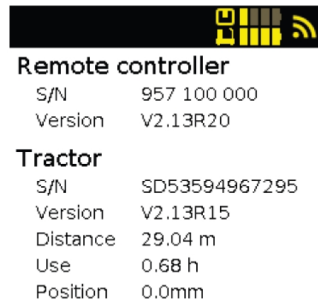 Remote controller
S/N 957 100 000
Version V2.13R20
Tractor
S/N SD53594967295
Version V2.13R15
Distance 29.04 m
Use 0.68 h
Position 0.0mm